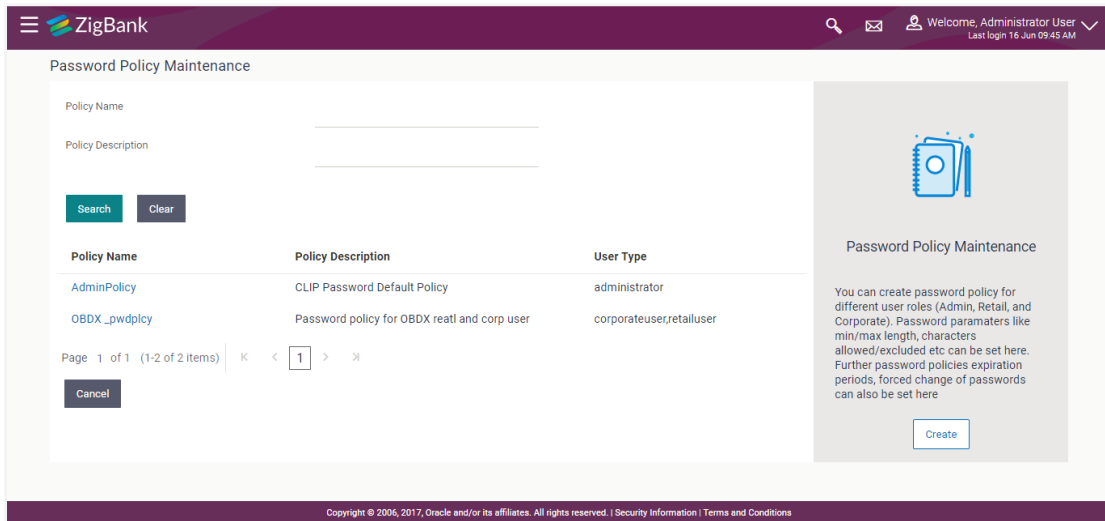 ZigBank
Welcome, Administrator User
Last login 16 Jun 09:45 AM
Password Policy Maintenance
Policy Name
Policy Description
Search Clear
Policy Name Policy Description User Type
AdminPolicy CLIP Password Default Policy administrator
OBDX _pwdplcy Password policy for OBDX reatl and corp user corporateuser,retailuser
Page 1 of 1 (1-2 of 2 items) 1
Cancel
Password Policy Maintenance
You can create password policy for
different user roles (Admin, Retail, and
Corporate). Password paramaters like
min/max length, characters
allowed/excluded etc can be set here.
Further password policies expiration
periods, forced change of passwords
can also be set here
Create
Copyright © 2006, 2017, Oracle and/or its affiliates. All rights reserved. | Security Information | Terms and Conditions